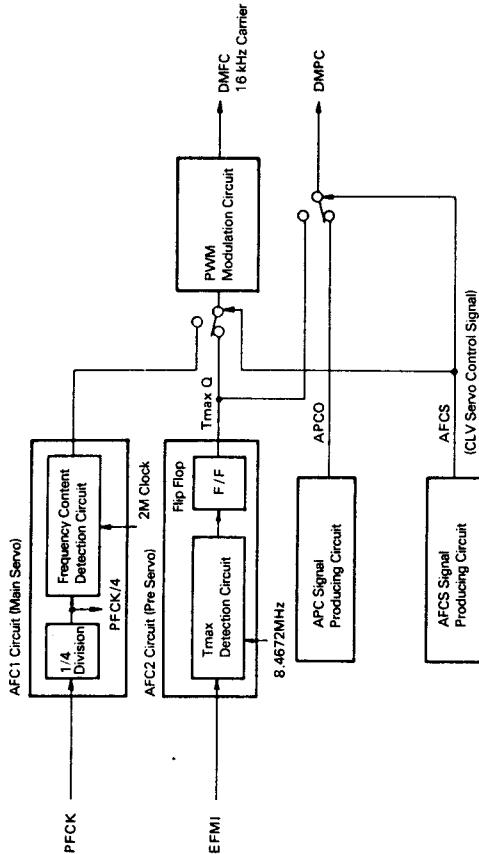 AFC1 Circuit (Main Servo)
PFCK
1/4
Division
Frequency Content
Detection Circuit
PFCK/4
2M Clock
AFC2 Circuit (Pre Servo)
Flip Flop
EFMI
Tmax
Detection Circuit
F/F
Tmax Q
8.4672MHz
PWM
Modulation Circuit
DMFC
16 kHz Carrier
DMPC
APC Signal
Producing Circuit
APCO
AFCS Signal
Producing Circuit
AFCS
(CLV Servo Control Signal)